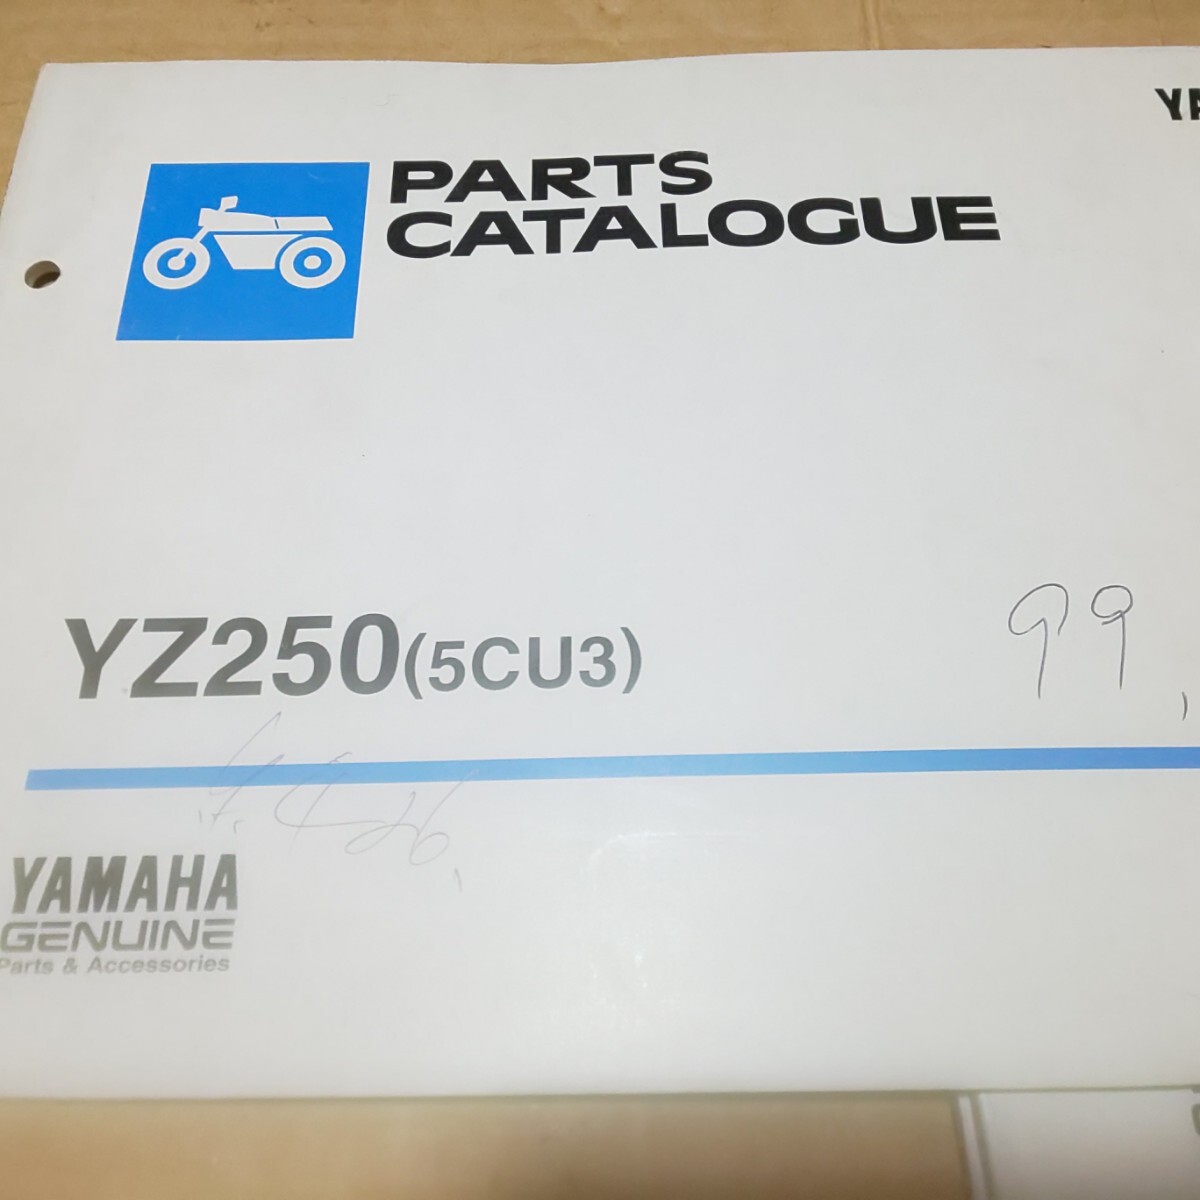 YA
PARTS
CATALOGUE
99,
YZ250(5CU3)
YAMAHA
GENUINE
Parts & Accessories